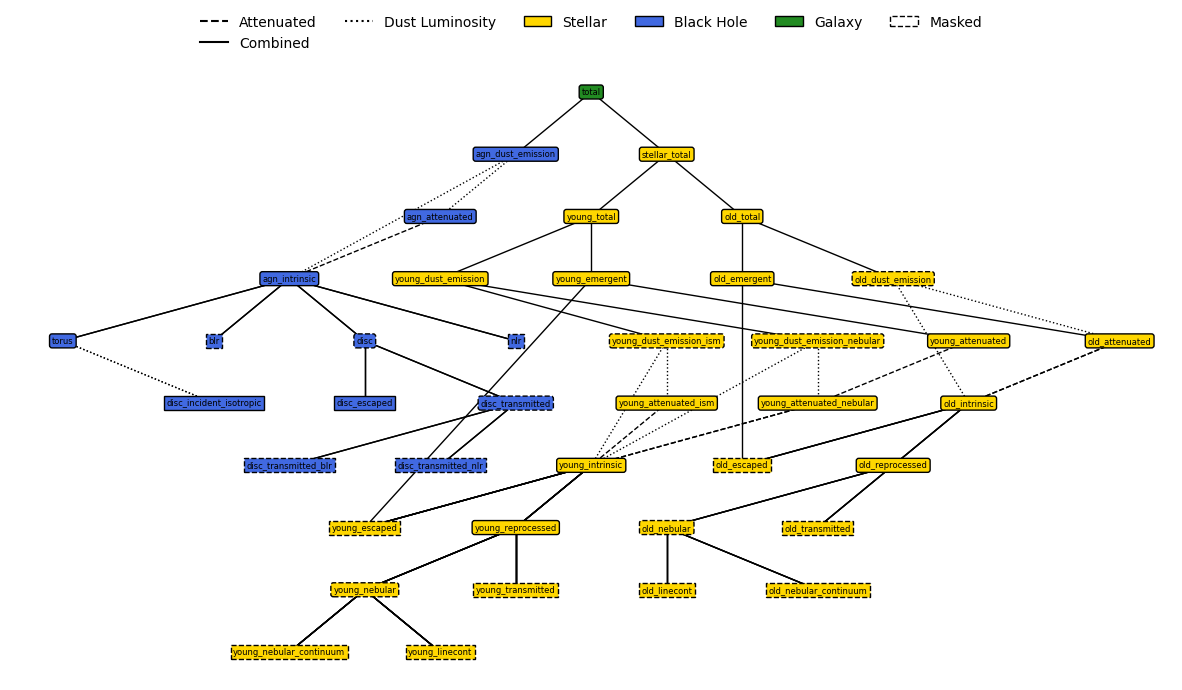 Attenuated Dust Luminosity Stellar Black Hole Galaxy Masked
Combined
total
agn_dust_emission stellar_total
agn_attenuated young_total old_total
agn_intrinsic young_dust_emission young_emergent old_emergent old_dust_emission
torus blr disc nlr young_dust_emission_ism young_dust_emission_nebular young_attenuated old_attenuated
disc_incident_isotropic disc_escaped disc_transmitted young_attenuated_ism young_attenuated_nebular old_intrinsic
disc_transmitted_blr disc_transmitted_nlr young_intrinsic old_escaped old_reprocessed
young_escaped young_reprocessed old_nebular old_transmitted
young_nebular young_transmitted old_linecont old_nebular_continuum
young_nebular_continuum young_linecont